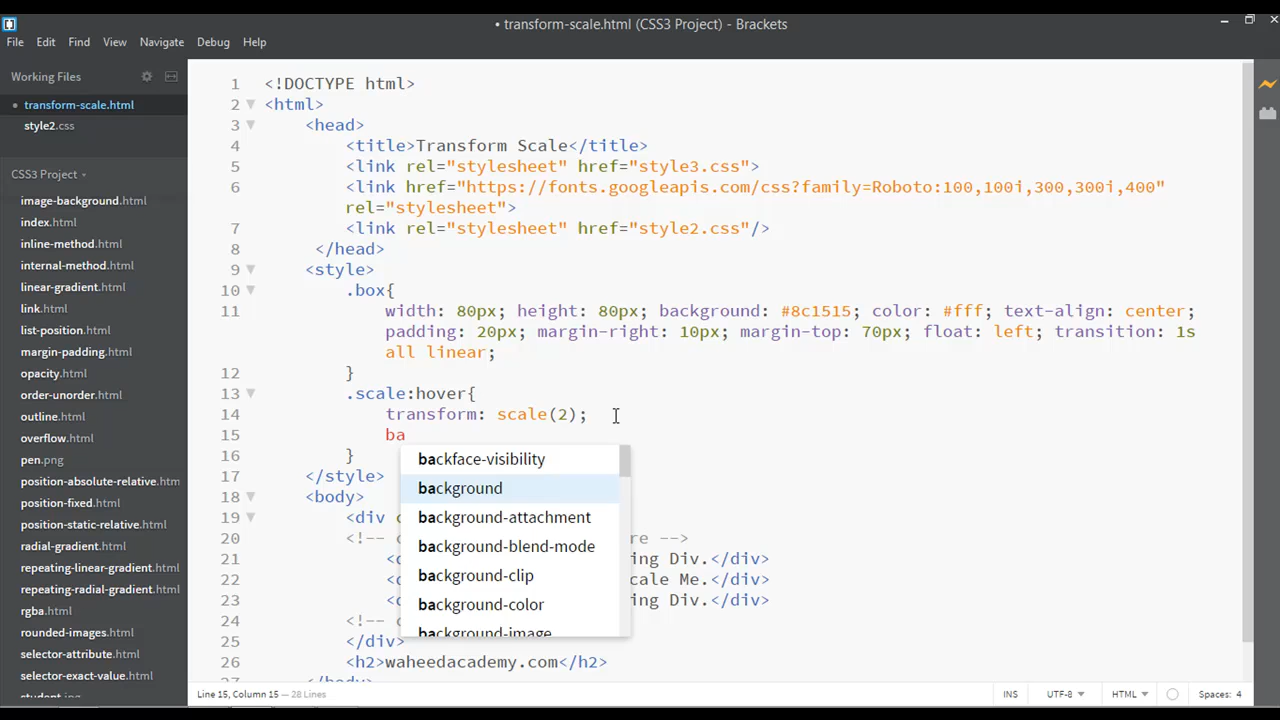 • transform-scale.html (CSS3 Project) - Brackets
File Edit Find View Navigate Debug Help
Working Files
• transform-scale.html
style2.css
CSS3 Project
image-background.html
index.html
inline-method.html
internal-method.html
linear-gradient.html
link.html
list-position.html
margin-padding.html
opacity.html
order-unorder.html
outline.html
overflow.html
pen.png
position-absolute-relative.htm
position-fixed.html
position-static-relative.html
radial-gradient.html
repeating-linear-gradient.html
repeating-radial-gradient.html
rgba.html
rounded-images.html
selector-attribute.html
selector-exact-value.html
student.jpg
1 <!DOCTYPE html>
2 <html>
3 <head>
4 <title>Transform Scale</title>
5 <link rel="stylesheet" href="style3.css">
6 <link href="https://fonts.googleapis.com/css?family=Roboto:100,100i,300,300i,400"
rel="stylesheet">
7 <link rel="stylesheet" href="style2.css"/>
8 </head>
9 <style>
10 .box{
11 width: 80px; height: 80px; background: #8c1515; color: #fff; text-align: center;
padding: 20px; margin-right: 10px; margin-top: 70px; float: left; transition: 1s
all linear;
12 }
13 .scale:hover{
14 transform: scale(2);
15 ba
16 }
17 </style>
18 <body>
19 <div
20 <!-- re -->
21 ing Div.</div>
22 cale Me.</div>
23 ing Div.</div>
24 <!--
25 </div>
26 <h2>waheedacademy.com</h2>
27 </body>
backface-visibility
background
background-attachment
background-blend-mode
background-clip
background-color
background-image
Line 15, Column 15 — 28 Lines
INS UTF-8 HTML Spaces: 4